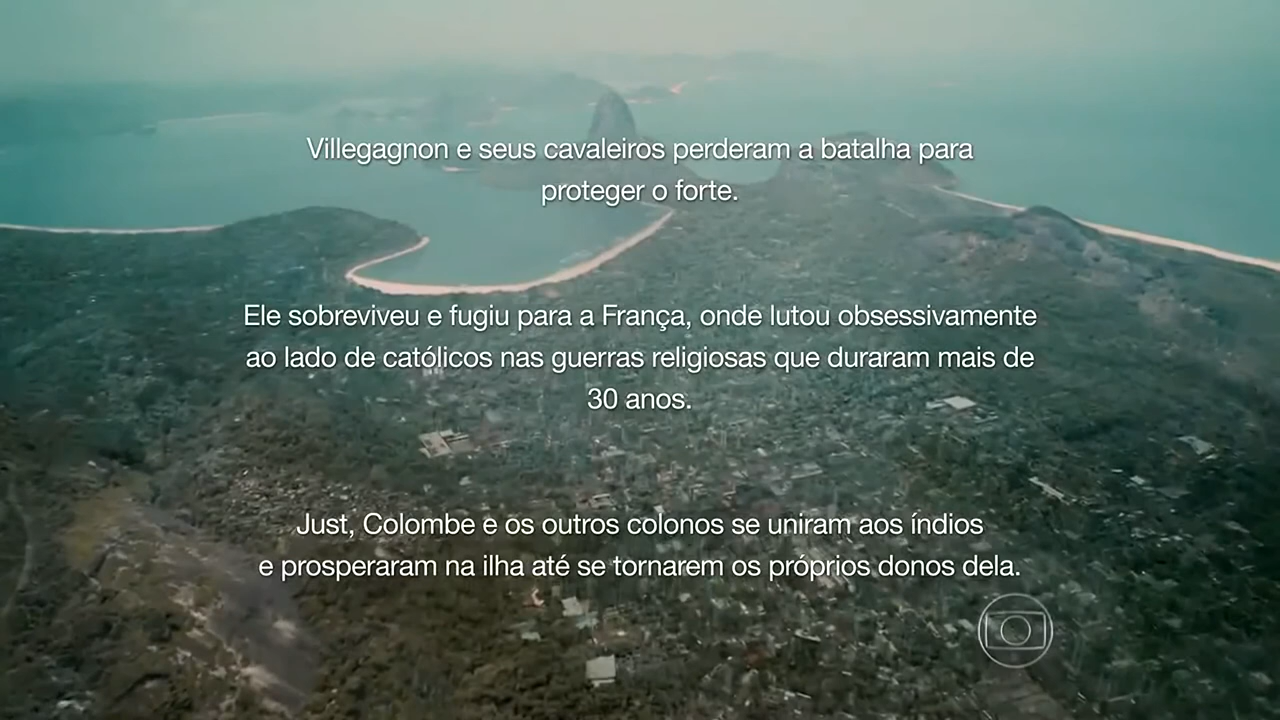 Villegagnon e seus cavaleiros perderam a batalha para
proteger o forte.
Ele sobreviveu e fugiu para a França, onde lutou obsessivamente
ao lado de católicos nas guerras religiosas que duraram mais de
30 anos.
Just, Colombe e os outros colonos se uniram aos índios
e prosperaram na ilha até se tornarem os próprios donos dela.